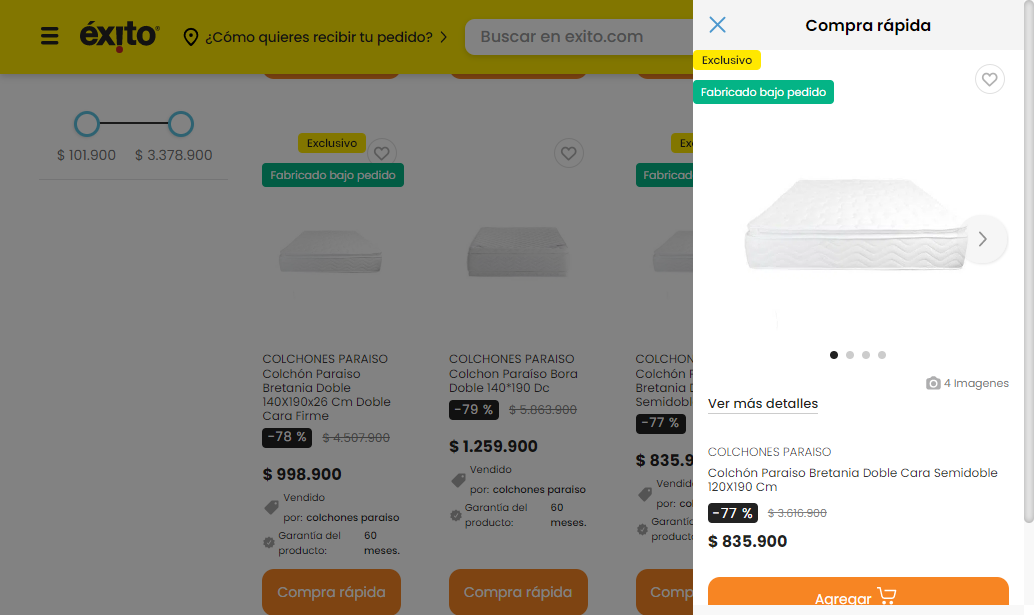 éxito
¿Cómo quieres recibir tu pedido?
Buscar en exito.com
$ 101.900
$ 3.378.900
Exclusivo
Fabricado bajo pedido
COLCHONES PARAISO
Colchón Paraiso
Bretania Doble
140X190x26 Cm Doble
Cara Firme
-78 %
$ 4.507.900
$ 998.900
Vendido
por: colchones paraiso
Garantía del
producto:
60
meses.
Compra rápida
COLCHONES PARAISO
Colchon Paraíso Bora
Doble 140*190 Dc
-79 %
$ 5.863.900
$ 1.259.900
Vendido
por: colchones paraiso
Garantía del
producto:
60
meses.
Compra rápida
Ex
Fabricad
COLCHON
Colchón P
Bretania D
Semidobl
-77 %
$ 835.9
Vendid
por: co
Garantí
product
Comp
Compra rápida
Exclusivo
Fabricado bajo pedido
4 Imagenes
Ver más detalles
COLCHONES PARAISO
Colchón Paraiso Bretania Doble Cara Semidoble
120X190 Cm
-77 %
$ 3.616.900
$ 835.900
Agregar